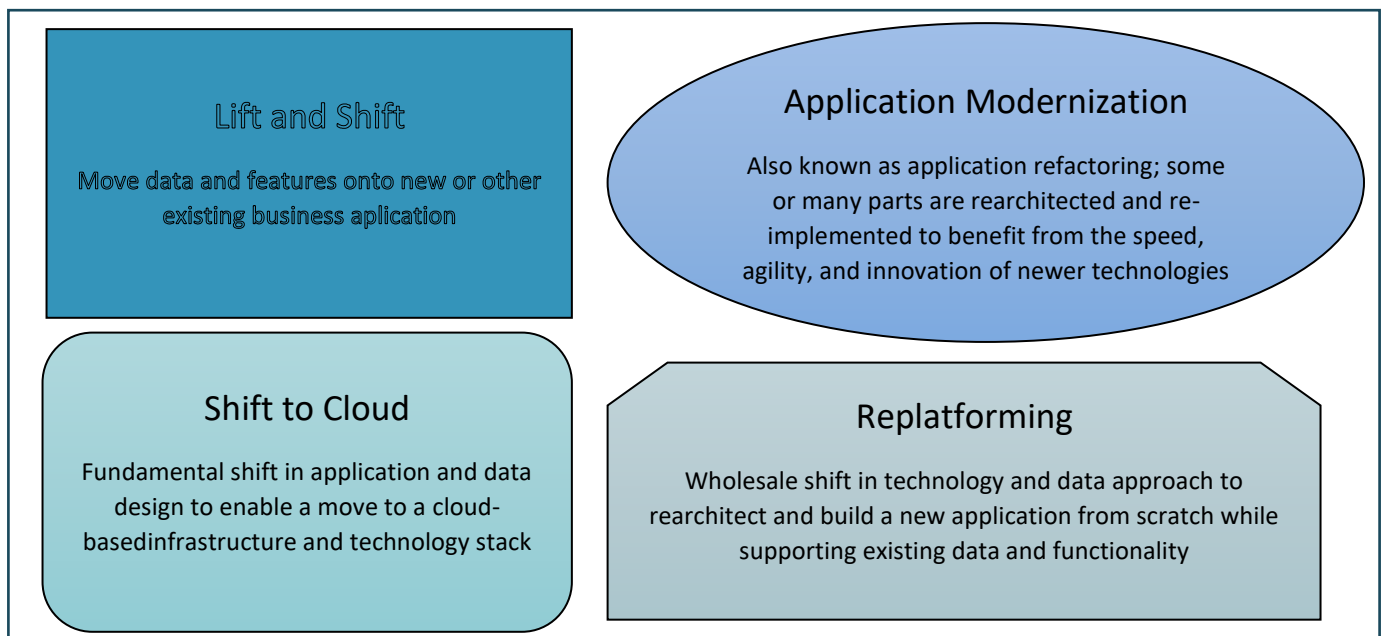 Lift and Shift
Move data and features onto new or other
existing business aplication
Application Modernization
Also known as application refactoring; some
or many parts are rearchitected and re-
implemented to benefit from the speed,
agility, and innovation of newer technologies
Shift to Cloud
Fundamental shift in application and data
design to enable a move to a cloud-
basedinfrastructure and technology stack
Replatforming
Wholesale shift in technology and data approach to
rearchitect and build a new application from scratch while
supporting existing data and functionality